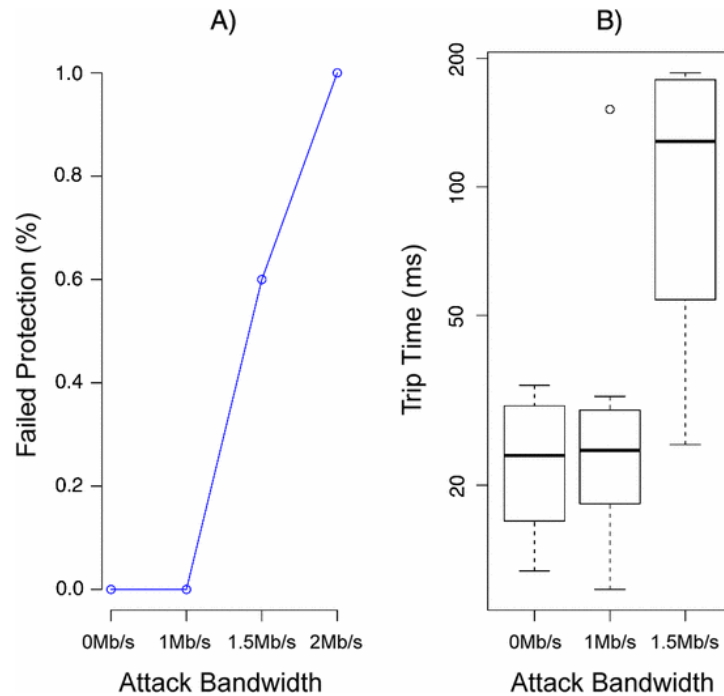 A)
Failed Protection (%)
1.0
0.8
0.6
0.4
0.2
0.0
0Mb/s 1Mb/s 1.5Mb/s 2Mb/s
Attack Bandwidth
B)
Trip Time (ms)
200
100
50
20
0Mb/s 1Mb/s 1.5Mb/s
Attack Bandwidth